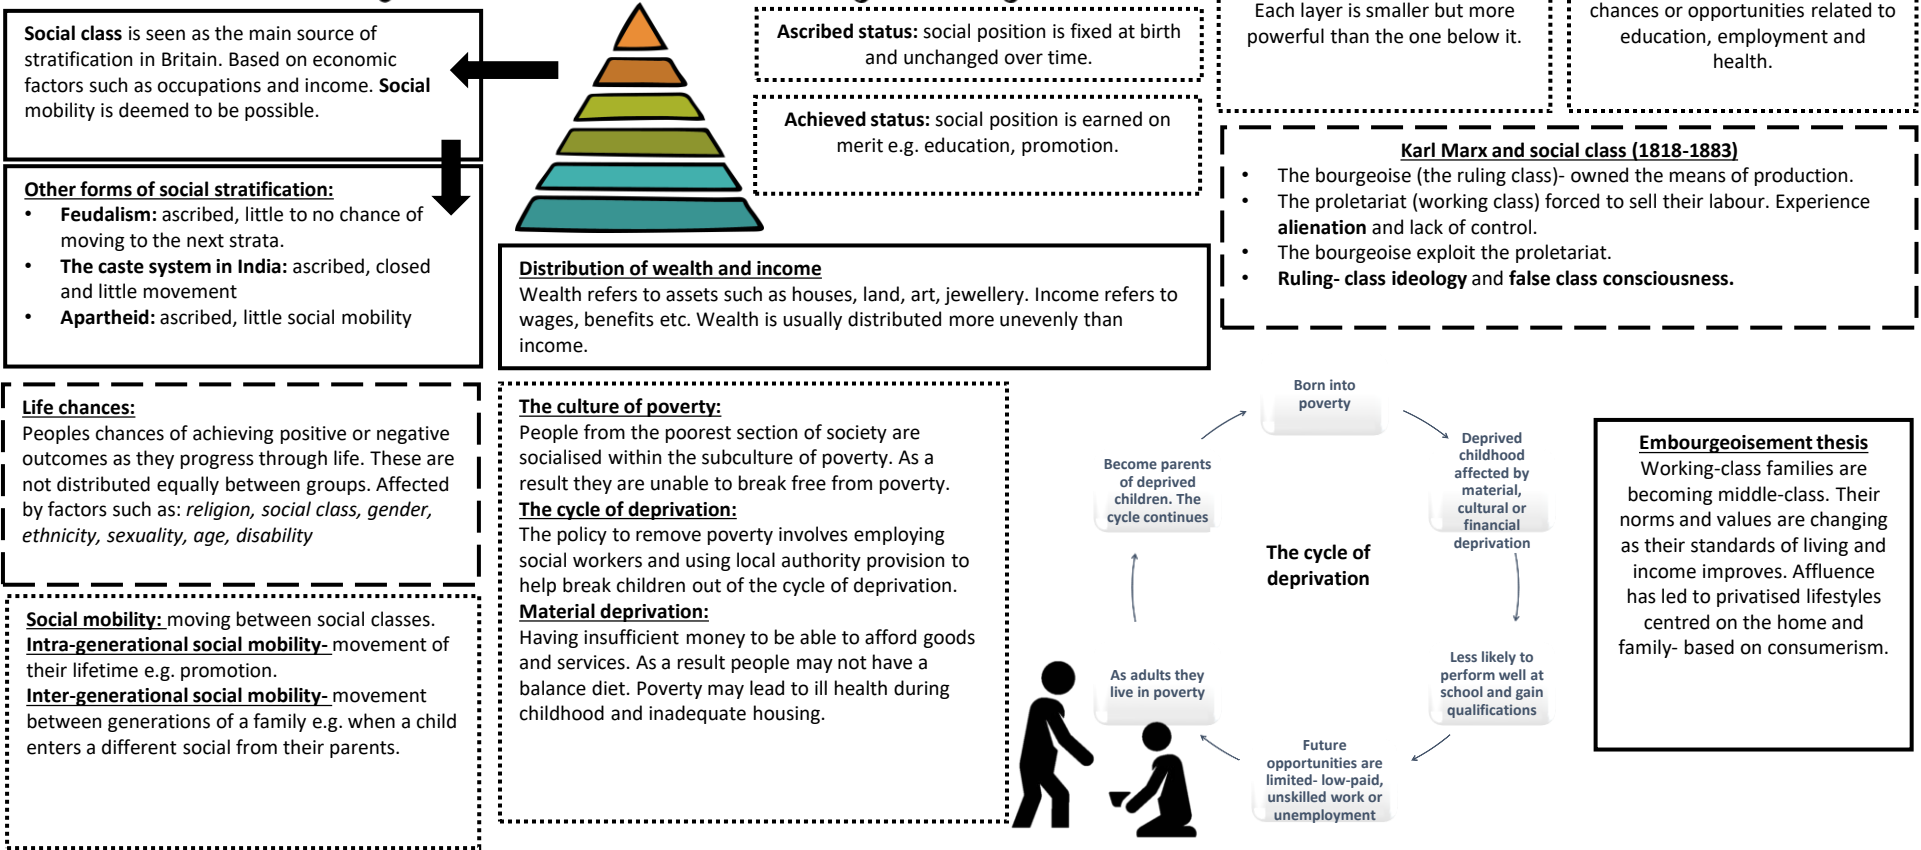 Social class is seen as the main source of
stratification in Britain. Based on economic
factors such as occupations and income. Social
mobility is deemed to be possible.
Other forms of social stratification:
• Feudalism: ascribed, little to no chance of
moving to the next strata.
• The caste system in India: ascribed, closed
and little movement
• Apartheid: ascribed, little social mobility
Life chances:
Peoples chances of achieving positive or negative
outcomes as they progress through life. These are
not distributed equally between groups. Affected
by factors such as: religion, social class, gender,
ethnicity, sexuality, age, disability
Social mobility: moving between social classes.
Intra-generational social mobility- movement of
their lifetime e.g. promotion.
Inter-generational social mobility- movement
between generations of a family e.g. when a child
enters a different social from their parents.
Ascribed status: social position is fixed at birth
and unchanged over time.
Achieved status: social position is earned on
merit e.g. education, promotion.
Each layer is smaller but more
powerful than the one below it.
chances or opportunities related to
education, employment and
health.
Karl Marx and social class (1818-1883)
• The bourgeoise (the ruling class)- owned the means of production.
• The proletariat (working class) forced to sell their labour. Experience
alienation and lack of control.
• The bourgeoise exploit the proletariat.
• Ruling- class ideology and false class consciousness.
Distribution of wealth and income
Wealth refers to assets such as houses, land, art, jewellery. Income refers to
wages, benefits etc. Wealth is usually distributed more unevenly than
income.
The culture of poverty:
People from the poorest section of society are
socialised within the subculture of poverty. As a
result they are unable to break free from poverty.
The cycle of deprivation:
The policy to remove poverty involves employing
social workers and using local authority provision to
help break children out of the cycle of deprivation.
Material deprivation:
Having insufficient money to be able to afford goods
and services. As a result people may not have a
balance diet. Poverty may lead to ill health during
childhood and inadequate housing.
Born into
poverty
Deprived
childhood
affected by
material,
cultural or
financial
deprivation
Less likely to
perform well at
school and gain
qualifications
Future
opportunities are
limited- low-paid,
unskilled work or
unemployment
As adults they
live in poverty
Become parents
of deprived
children. The
cycle continues
The cycle of
deprivation
Embourgeoisement thesis
Working-class families are
becoming middle-class. Their
norms and values are changing
as their standards of living and
income improves. Affluence
has led to privatised lifestyles
centred on the home and
family- based on consumerism.